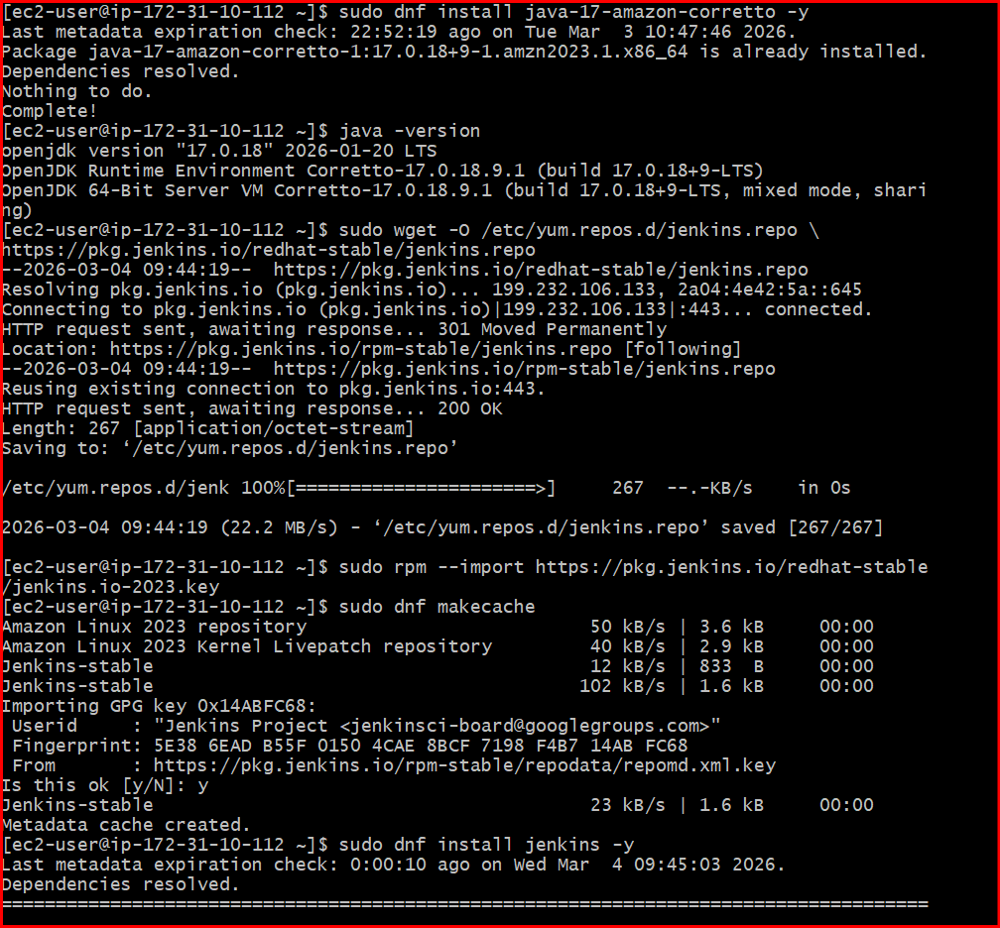 [ec2-user@ip-172-31-10-112 ~]$ sudo dnf install java-17-amazon-corretto -y
Last metadata expiration check: 22:52:19 ago on Tue Mar  3 10:47:46 2026.
Package java-17-amazon-corretto-1:17.0.18+9-1.amzn2023.1.x86_64 is already installed.
Dependencies resolved.
Nothing to do.
Complete!
[ec2-user@ip-172-31-10-112 ~]$ java -version
openjdk version "17.0.18" 2026-01-20 LTS
OpenJDK Runtime Environment Corretto-17.0.18.9.1 (build 17.0.18+9-LTS)
OpenJDK 64-Bit Server VM Corretto-17.0.18.9.1 (build 17.0.18+9-LTS, mixed mode, shari
ng)
[ec2-user@ip-172-31-10-112 ~]$ sudo wget -O /etc/yum.repos.d/jenkins.repo \
https://pkg.jenkins.io/redhat-stable/jenkins.repo
--2026-03-04 09:44:19--  https://pkg.jenkins.io/redhat-stable/jenkins.repo
Resolving pkg.jenkins.io (pkg.jenkins.io)... 199.232.106.133, 2a04:4e42:5a::645
Connecting to pkg.jenkins.io (pkg.jenkins.io)|199.232.106.133|:443... connected.
HTTP request sent, awaiting response... 301 Moved Permanently
Location: https://pkg.jenkins.io/rpm-stable/jenkins.repo [following]
--2026-03-04 09:44:19--  https://pkg.jenkins.io/rpm-stable/jenkins.repo
Reusing existing connection to pkg.jenkins.io:443.
HTTP request sent, awaiting response... 200 OK
Length: 267 [application/octet-stream]
Saving to: ‘/etc/yum.repos.d/jenkins.repo’
/etc/yum.repos.d/jenk 100%[======================>]     267  --.-KB/s    in 0s
2026-03-04 09:44:19 (22.2 MB/s) - ‘/etc/yum.repos.d/jenkins.repo’ saved [267/267]
[ec2-user@ip-172-31-10-112 ~]$ sudo rpm --import https://pkg.jenkins.io/redhat-stable
/jenkins.io-2023.key
[ec2-user@ip-172-31-10-112 ~]$ sudo dnf makecache
Amazon Linux 2023 repository                          50 kB/s | 3.6 kB     00:00
Amazon Linux 2023 Kernel Livepatch repository         40 kB/s | 2.9 kB     00:00
Jenkins-stable                                        12 kB/s | 833  B     00:00
Jenkins-stable                                       102 kB/s | 1.6 kB     00:00
Importing GPG key 0x14ABFC68:
 Userid     : "Jenkins Project <jenkinsci-board@googlegroups.com>"
 Fingerprint: 5E38 6EAD B55F 0150 4CAE 8BCF 7198 F4B7 14AB FC68
 From       : https://pkg.jenkins.io/rpm-stable/repodata/repomd.xml.key
Is this ok [y/N]: y
Jenkins-stable                                        23 kB/s | 1.6 kB     00:00
Metadata cache created.
[ec2-user@ip-172-31-10-112 ~]$ sudo dnf install jenkins -y
Last metadata expiration check: 0:00:10 ago on Wed Mar  4 09:45:03 2026.
Dependencies resolved.
=====================================================================================